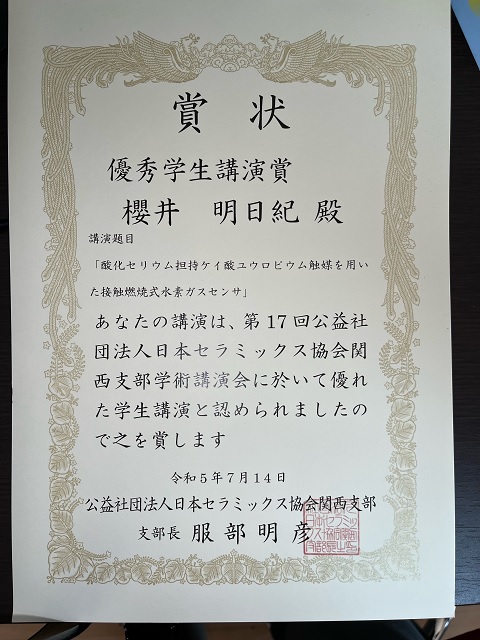 賞状
優秀学生講演賞
櫻井 明日紀 殿
講演題目
「酸化セリウム担持ケイ酸ユウロピウム触媒を用い
た接触燃焼式水素ガスセンサ」
あなたの講演は、第17回公益社
団法人日本セラミックス協会関
西支部学術講演会に於いて優れ
た学生講演と認められましたの
で之を賞します
令和5年7月14日
公益社団法人日本セラミックス協会関西支部
支部長 服部明彦